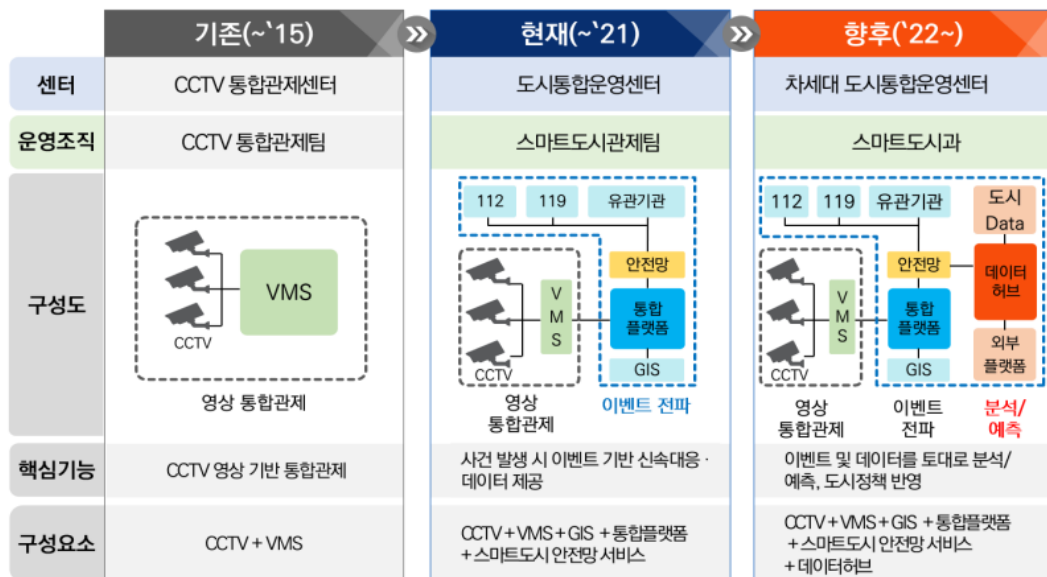 기존(~`15)
현재(~`21)
향후(`22~)
센터
CCTV 통합관제센터
도시통합운영센터
차세대 도시통합운영센터
운영조직
CCTV 통합관제팀
스마트도시관제팀
스마트도시과
구성도
VMS
CCTV
영상 통합관제
112
119
유관기관
안전망
V
M
S
통합
플랫폼
CCTV
GIS
영상
통합관제
이벤트 전파
112
119
유관기관
도시
Data
안전망
데이터
허브
V
M
S
통합
플랫폼
외부
플랫폼
CCTV
GIS
영상
통합관제
이벤트
전파
분석/
예측
핵심기능
CCTV 영상 기반 통합관제
사건 발생 시 이벤트 기반 신속대응 ·
데이터 제공
이벤트 및 데이터를 토대로 분석/
예측, 도시정책 반영
구성요소
CCTV + VMS
CCTV + VMS + GIS + 통합플랫폼
+ 스마트도시 안전망 서비스
CCTV + VMS + GIS + 통합플랫폼
+ 스마트도시 안전망 서비스
+ 데이터허브